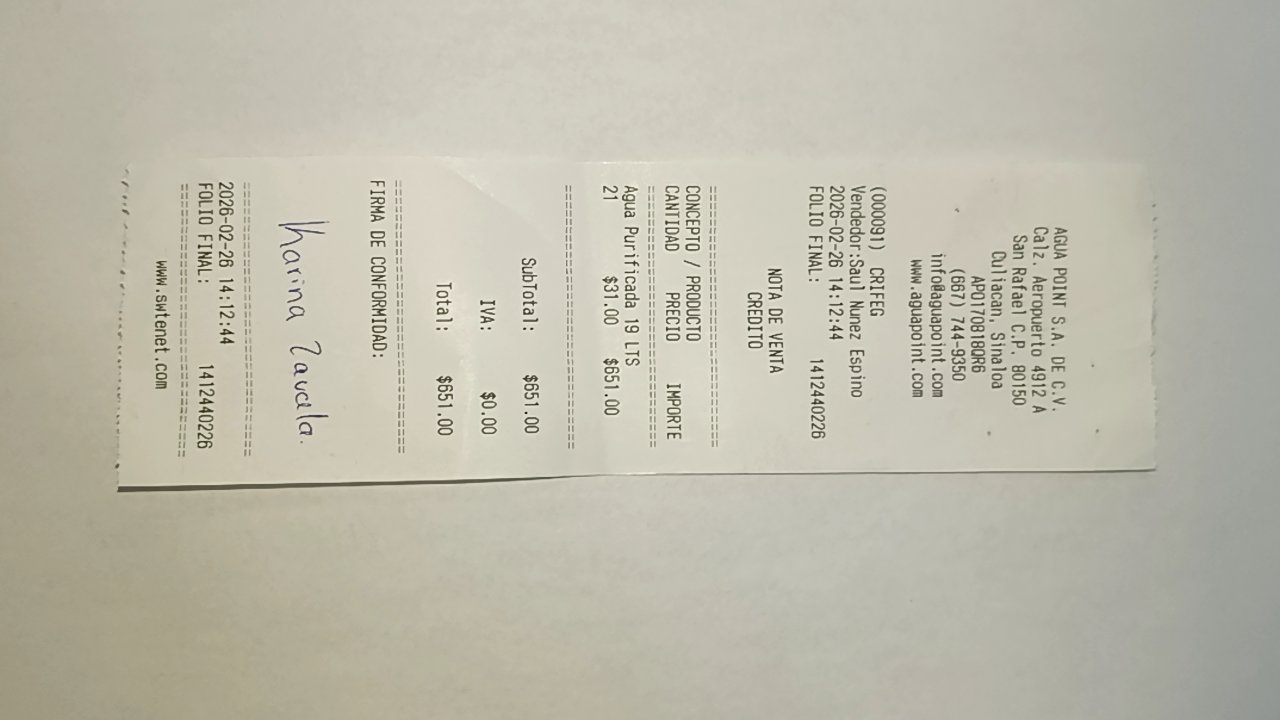 AGUA POINT S.A. DE C.V.
Calz. Aeropuerto 4912 A
San Rafael C.P. 80150
Culiacan, Sinaloa
APO170818QR6
(667) 744-9350
info@aguapoint.com
www.aguapoint.com
(000091) CRIFEG
Vendedor:Saul Nunez Espino
2026-02-26 14:12:44
FOLIO FINAL: 1412440226
NOTA DE VENTA
CREDITO
===============================
CONCEPTO / PRODUCTO
CANTIDAD PRECIO IMPORTE
===============================
Agua Purificada 19 LTS
21 $31.00 $651.00
===============================
SubTotal: $651.00
IVA: $0.00
Total: $651.00
===============================
FIRMA DE CONFORMIDAD:
Karina Zavala.
===============================
2026-02-26 14:12:44
FOLIO FINAL: 1412440226
===============================
www.swtenet.com